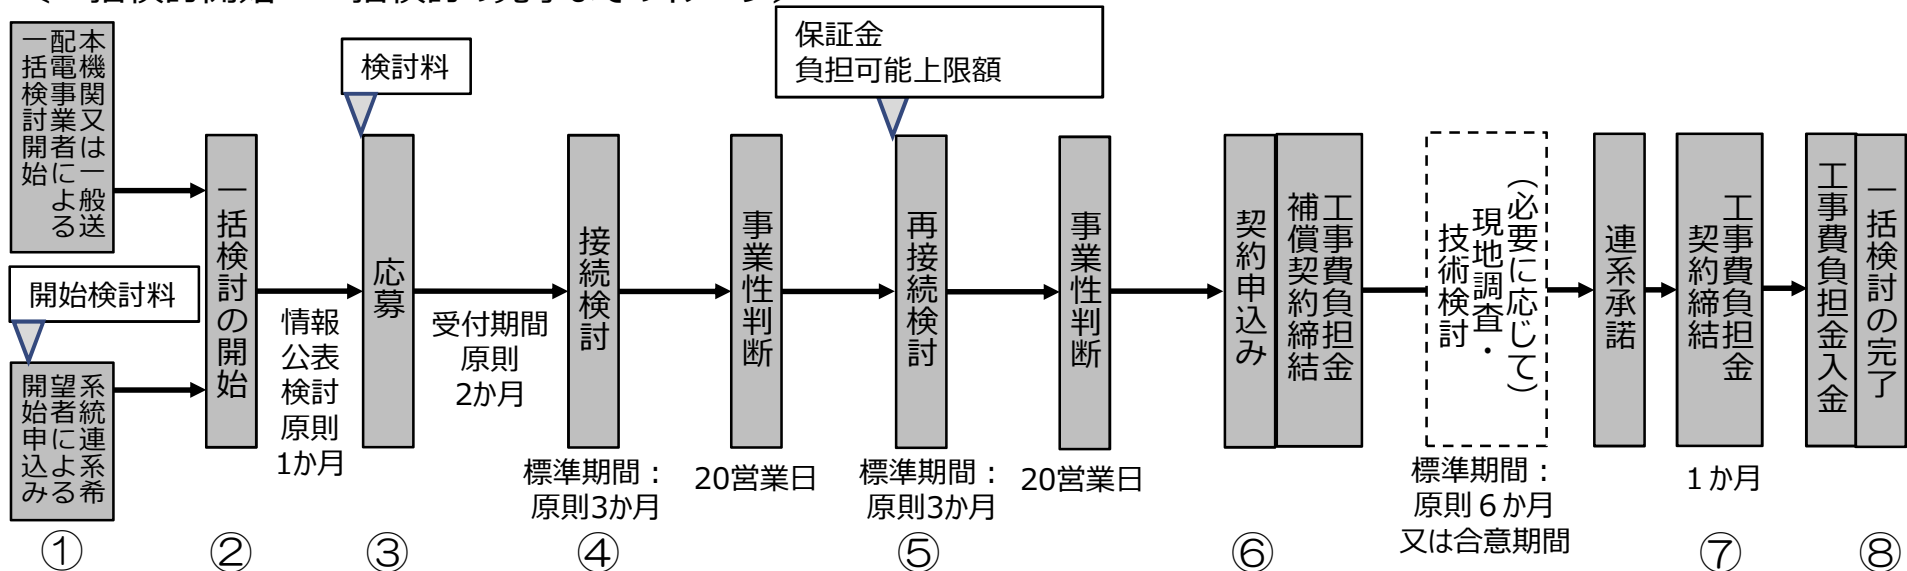 本機関又は一般送
配電事業者による
一括検討開始
開始検討料
系統連系希
望者による
開始申込み
①
一括検討の開始
②
情報
公表
検討
原則
1か月
検討料
応募
③
受付期間
原則
2か月
接続検討
標準期間：
原則3か月
④
事業性判断
20営業日
保証金
負担可能上限額
再接続検討
標準期間：
原則3か月
⑤
事業性判断
20営業日
契約申込み
工事費負担金
補償契約締結
⑥
（必要に応じて）
現地調査・
技術検討
標準期間：
原則６か月
又は合意期間
連系承諾
工事費負担金
契約締結
１か月
⑦
工事費負担金入金
一括検討の完了
⑧